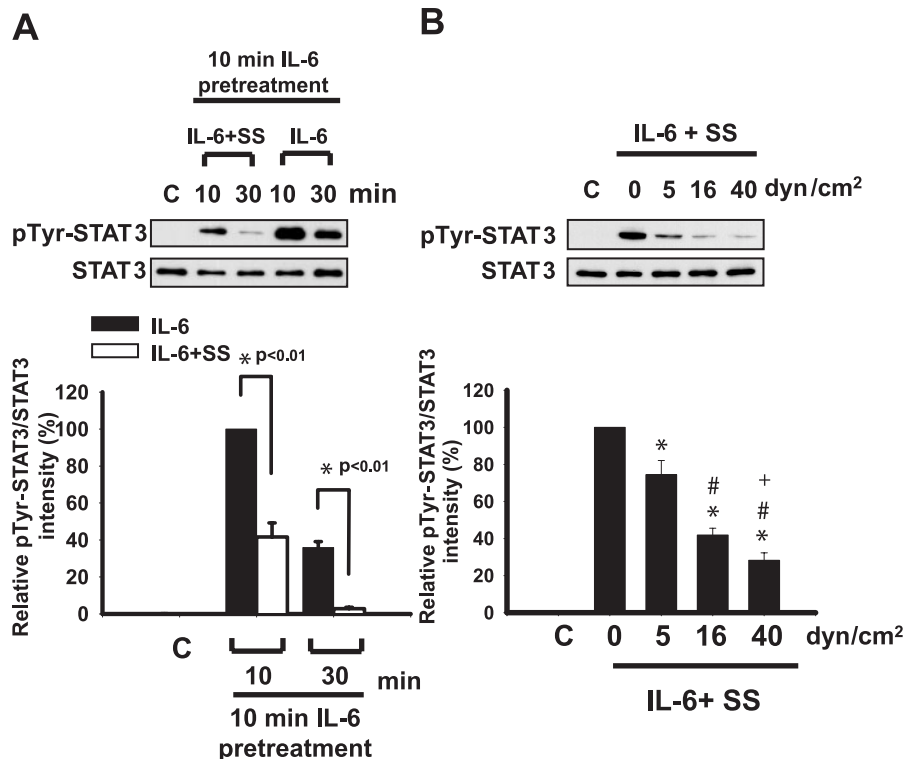 A
10 min IL-6
pretreatment
IL-6+SS IL-6
C 10 30 10 30 min
pTyr-STAT3
STAT3
IL-6
IL-6+SS
* p<0.01
* p<0.01
Relative pTyr-STAT3/STAT3
intensity (%)
120
100
80
60
40
20
0
C
10 30 min
10 min IL-6
pretreatment
B
IL-6 + SS
C 0 5 16 40 dyn/cm²
pTyr-STAT3
STAT3
Relative pTyr-STAT3/STAT3
intensity (%)
120
100
80
60
40
20
0
*
#
*
+
#
*
C 0 5 16 40 dyn/cm²
IL-6+ SS